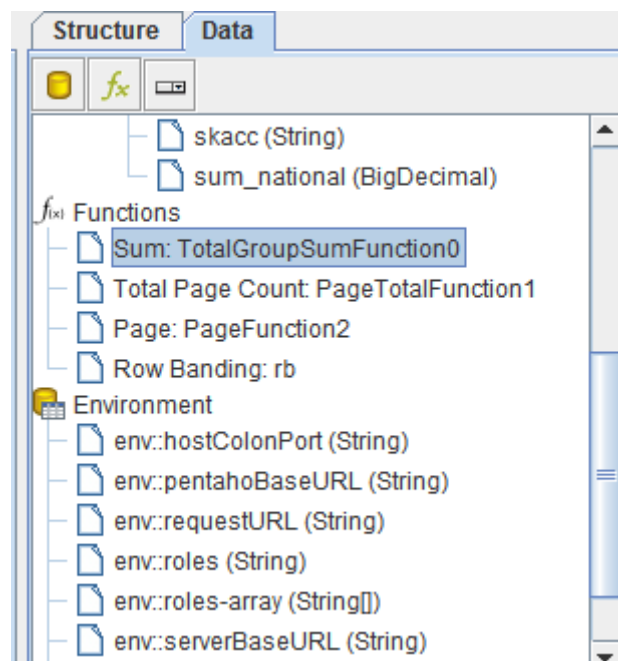 Structure Data
fx
skacc (String)
sum_national (BigDecimal)
f(x) Functions
Sum: TotalGroupSumFunction0
Total Page Count: PageTotalFunction1
Page: PageFunction2
Row Banding: rb
Environment
env::hostColonPort (String)
env::pentahoBaseURL (String)
env::requestURL (String)
env::roles (String)
env::roles-array (String[])
env::serverBaseURL (String)